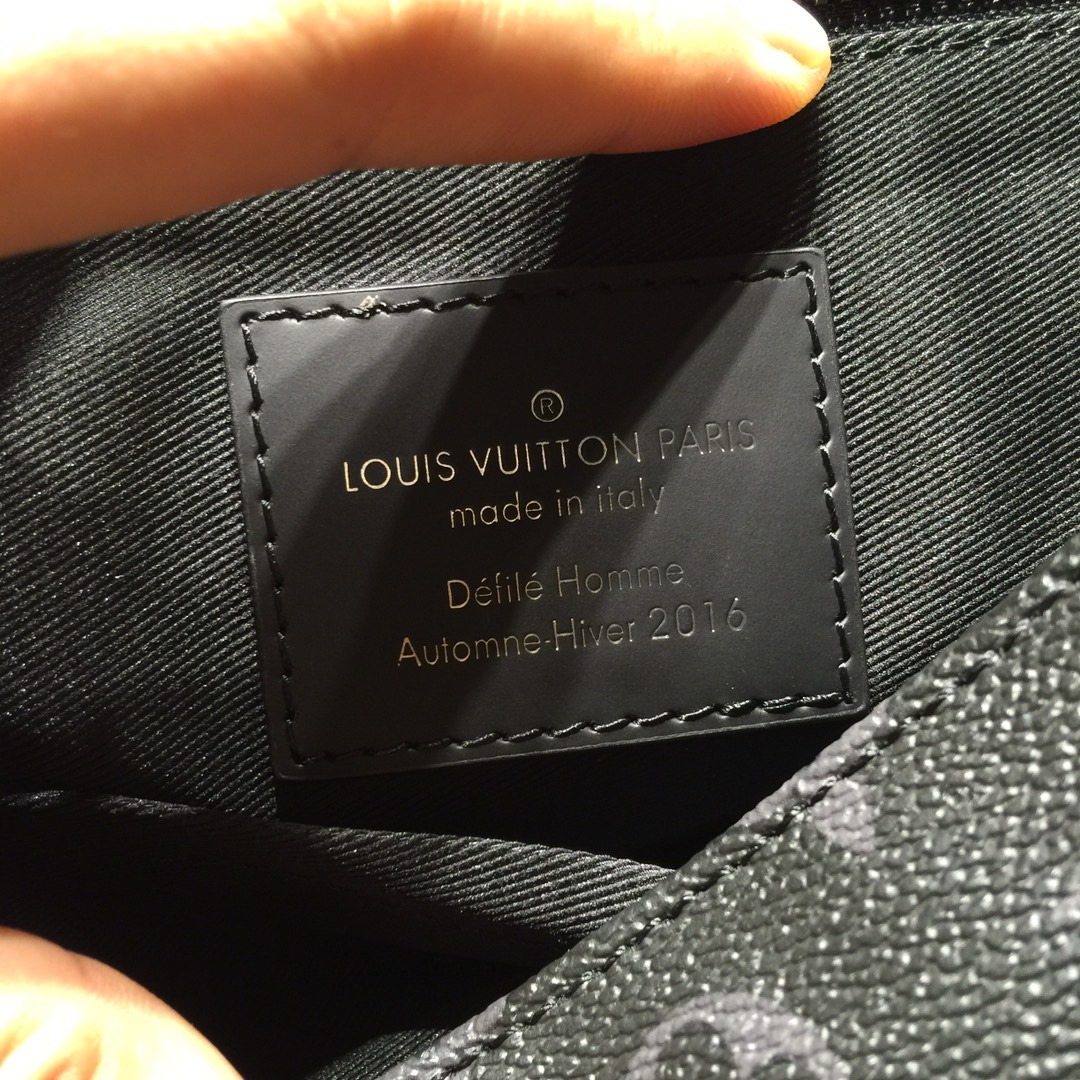 ®
LOUIS VUITTON PARIS
made in italy
Défilé Homme
Automne-Hiver 2016